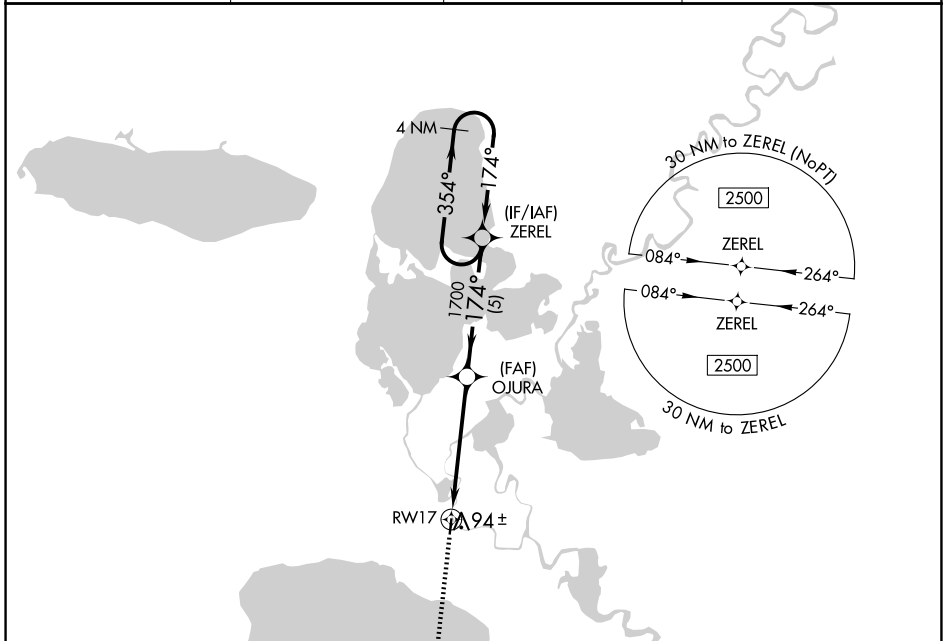 4 NM
354°
174°
(IF/IAF)
ZEREL
1700
174°
(5)
(FAF)
OJURA
RW17
94 ±
30 NM to ZEREL (NoPT)
2500
ZEREL
084°
264°
084°
264°
ZEREL
2500
30 NM to ZEREL